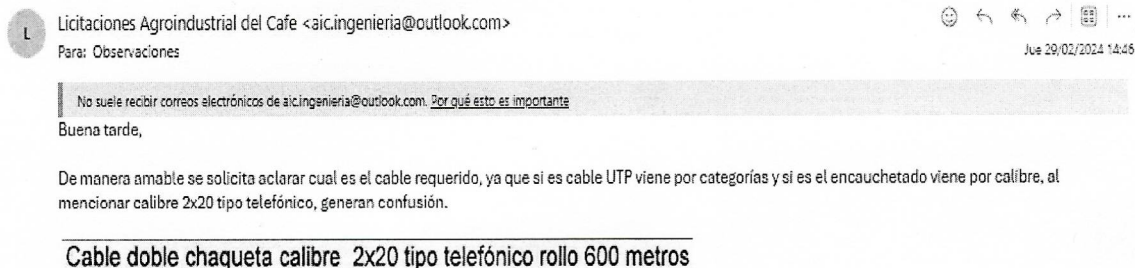 L
Licitaciones Agroindustrial del Cafe <aic.ingenieria@outlook.com>
Para: Observaciones
Jue 29/02/2024 14:46
No suele recibir correos electrónicos de aic.ingenieria@outlook.com. Por qué esto es importante
Buena tarde,
De manera amable se solicita aclarar cual es el cable requerido, ya que si es cable UTP viene por categorías y si es el encauchetado viene por calibre, al
mencionar calibre 2x20 tipo telefónico, generan confusión.
Cable doble chaqueta calibre 2x20 tipo telefónico rollo 600 metros